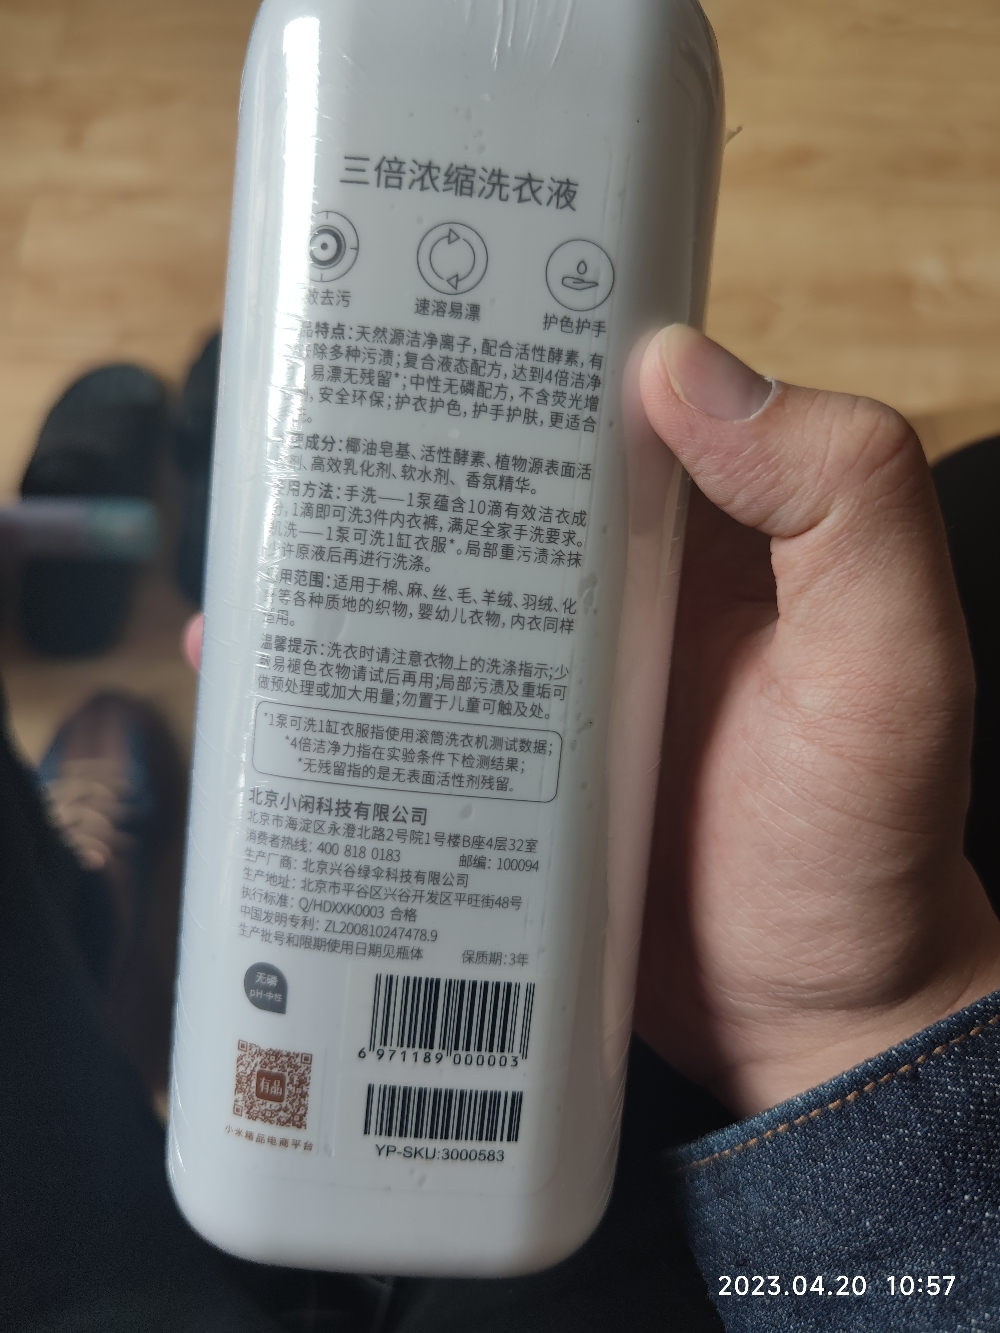 三倍浓缩洗衣液
效去污
速溶易漂
护色护手
品特点：天然源洁净离子，配合活性酵素，有
除多种污渍；复合液态配方，达到4倍洁净
易漂无残留*；中性无磷配方，不含荧光增
，安全环保；护衣护色，护手护肤，更适合
。
成分：椰油皂基、活性酵素、植物源表面活
剂、高效乳化剂、软水剂、香氛精华。
使用方法：手洗——1泵蕴含10滴有效洁衣成
分，1滴即可洗3件内衣裤，满足全家手洗要求。
机洗——1泵可洗1缸衣服*。局部重污渍涂抹
少许原液后再进行洗涤。
适用范围：适用于棉、麻、丝、毛、羊绒、羽绒、化
等各种质地的织物，婴幼儿衣物，内衣同样
适用。
温馨提示：洗衣时请注意衣物上的洗涤指示；少
数易褪色衣物请试后再用；局部污渍及重垢可
做预处理或加大用量；勿置于儿童可触及处。
*1泵可洗1缸衣服指使用滚筒洗衣机测试数据；
*4倍洁净力指在实验条件下检测结果；
*无残留指的是无表面活性剂残留。
北京小闲科技有限公司
北京市海淀区永澄北路2号院1号楼B座4层32室
消费者热线：400 818 0183 邮编：100094
生产厂商：北京兴谷绿伞科技有限公司
生产地址：北京市平谷区兴谷开发区平旺街48号
执行标准：Q/HDXXK0003 合格
中国发明专利：ZL200810247478.9
生产批号和限期使用日期见瓶体 保质期：3年
无磷
pH-中性
6 971189 000003
有品
小米精品电商平台
YP-SKU:3000583
2023.04.20 10:57